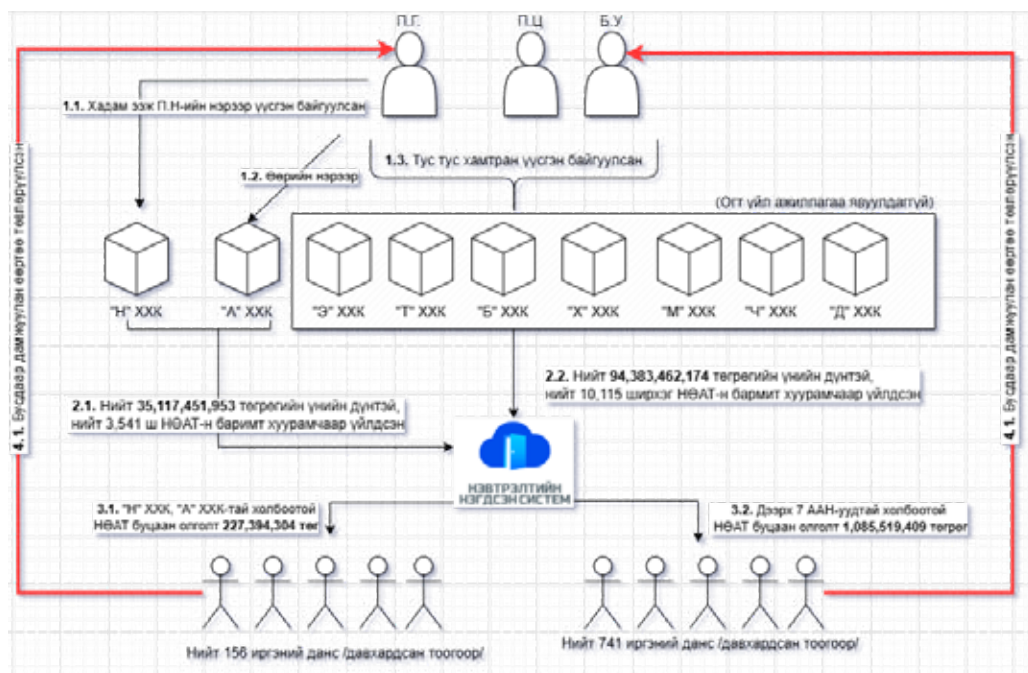 П.Г.
П.Ц
Б.У
1.1. Хадам ээж П.Н-ийн нэрээр үүсгэн байгуулсан
1.2. Өөрийн нэрээр
1.3. Тус тус хамтран үүсгэн байгуулсан
(Огт үйл ажиллагаа явуулдаггүй)
"Н" ХХК
"А" ХХК
"Э" ХХК
"Т" ХХК
"Б" ХХК
"Х" ХХК
"М" ХХК
"Ч" ХХК
"Д" ХХК
2.1. Нийт 35,117,451,953 төгрөгийн үнийн дүнтэй,
нийт 3,541 ш НӨАТ-н баримт хуурамчаар үйлдсэн
2.2. Нийт 94,383,462,174 төгрөгийн үнийн дүнтэй,
нийт 10,115 ширхэг НӨАТ-н бармит хуурамчаар үйлдсэн
НЭВТРЭЛТИЙН
НЭГДСЭН СИСТЕМ
3.1. "Н" ХХК, "А" ХХК-тай холбоотой
НӨАТ буцаан олголт 227,394,304 төг
3.2. Дээрх 7 ААН-уудтай холбоотой
НӨАТ буцаан олголт 1,085,519,409 төгрөг
Нийт 156 иргэний данс /давхардсан тоогоор/
Нийт 741 иргэний данс /давхардсан тоогоор/
4.1. Бусдаар дамжуулан өөртөө төвлөрүүлсэн
4.1. Бусдаар дамжуулан өөртөө төвлөрүүлсэн